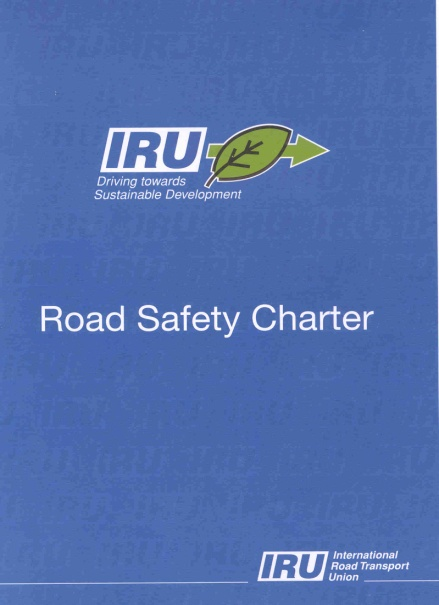 IRU
Driving towards
Sustainable Development
Road Safety Charter
IRU
International
Road Transport
Union